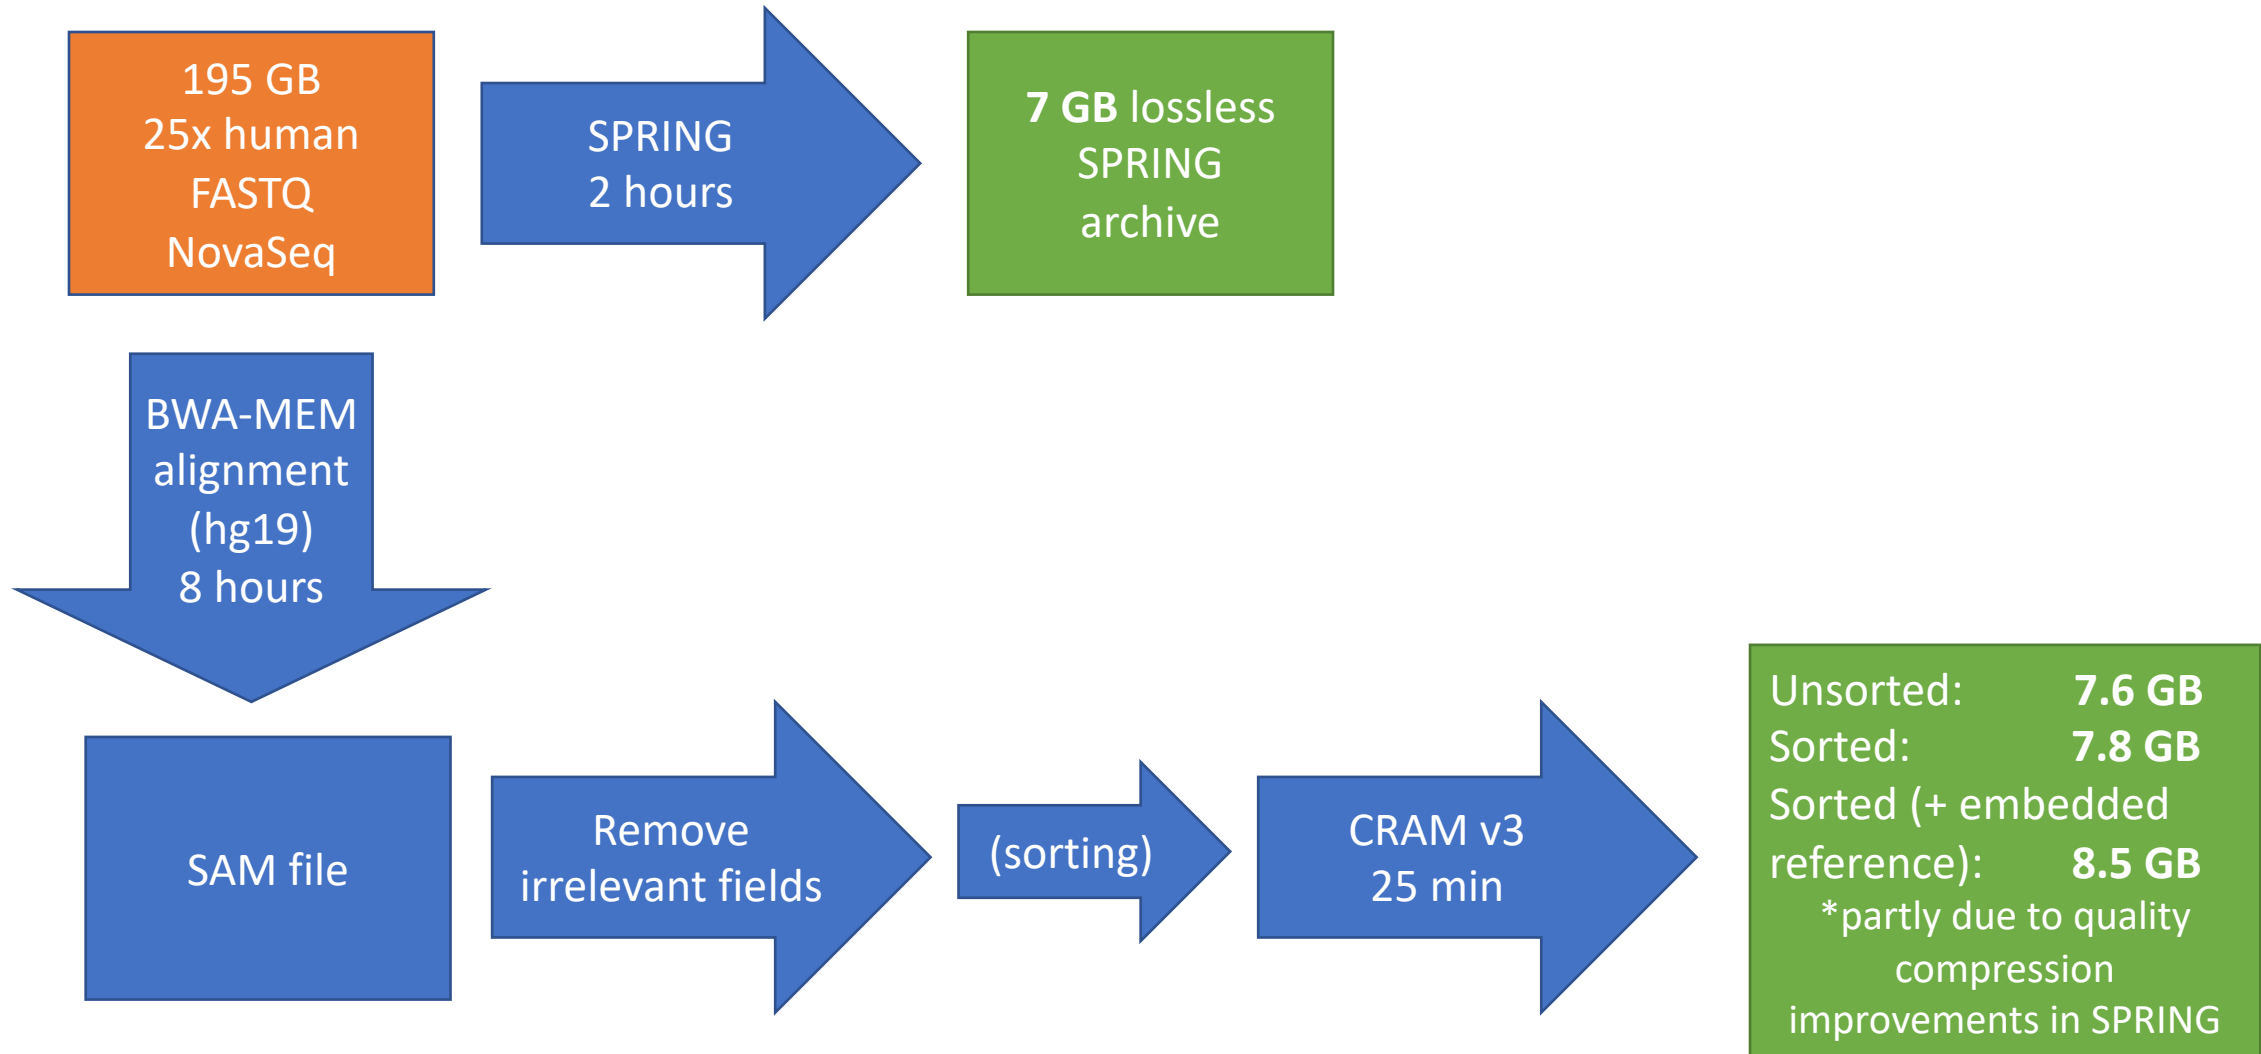 195 GB
25x human
FASTQ
NovaSeq
SPRING
2 hours
7 GB lossless
SPRING
archive
BWA-MEM
alignment
(hg19)
8 hours
SAM file
Remove
irrelevant fields
(sorting)
CRAM v3
25 min
Unsorted: 7.6 GB
Sorted: 7.8 GB
Sorted (+ embedded
reference): 8.5 GB
*partly due to quality
compression
improvements in SPRING